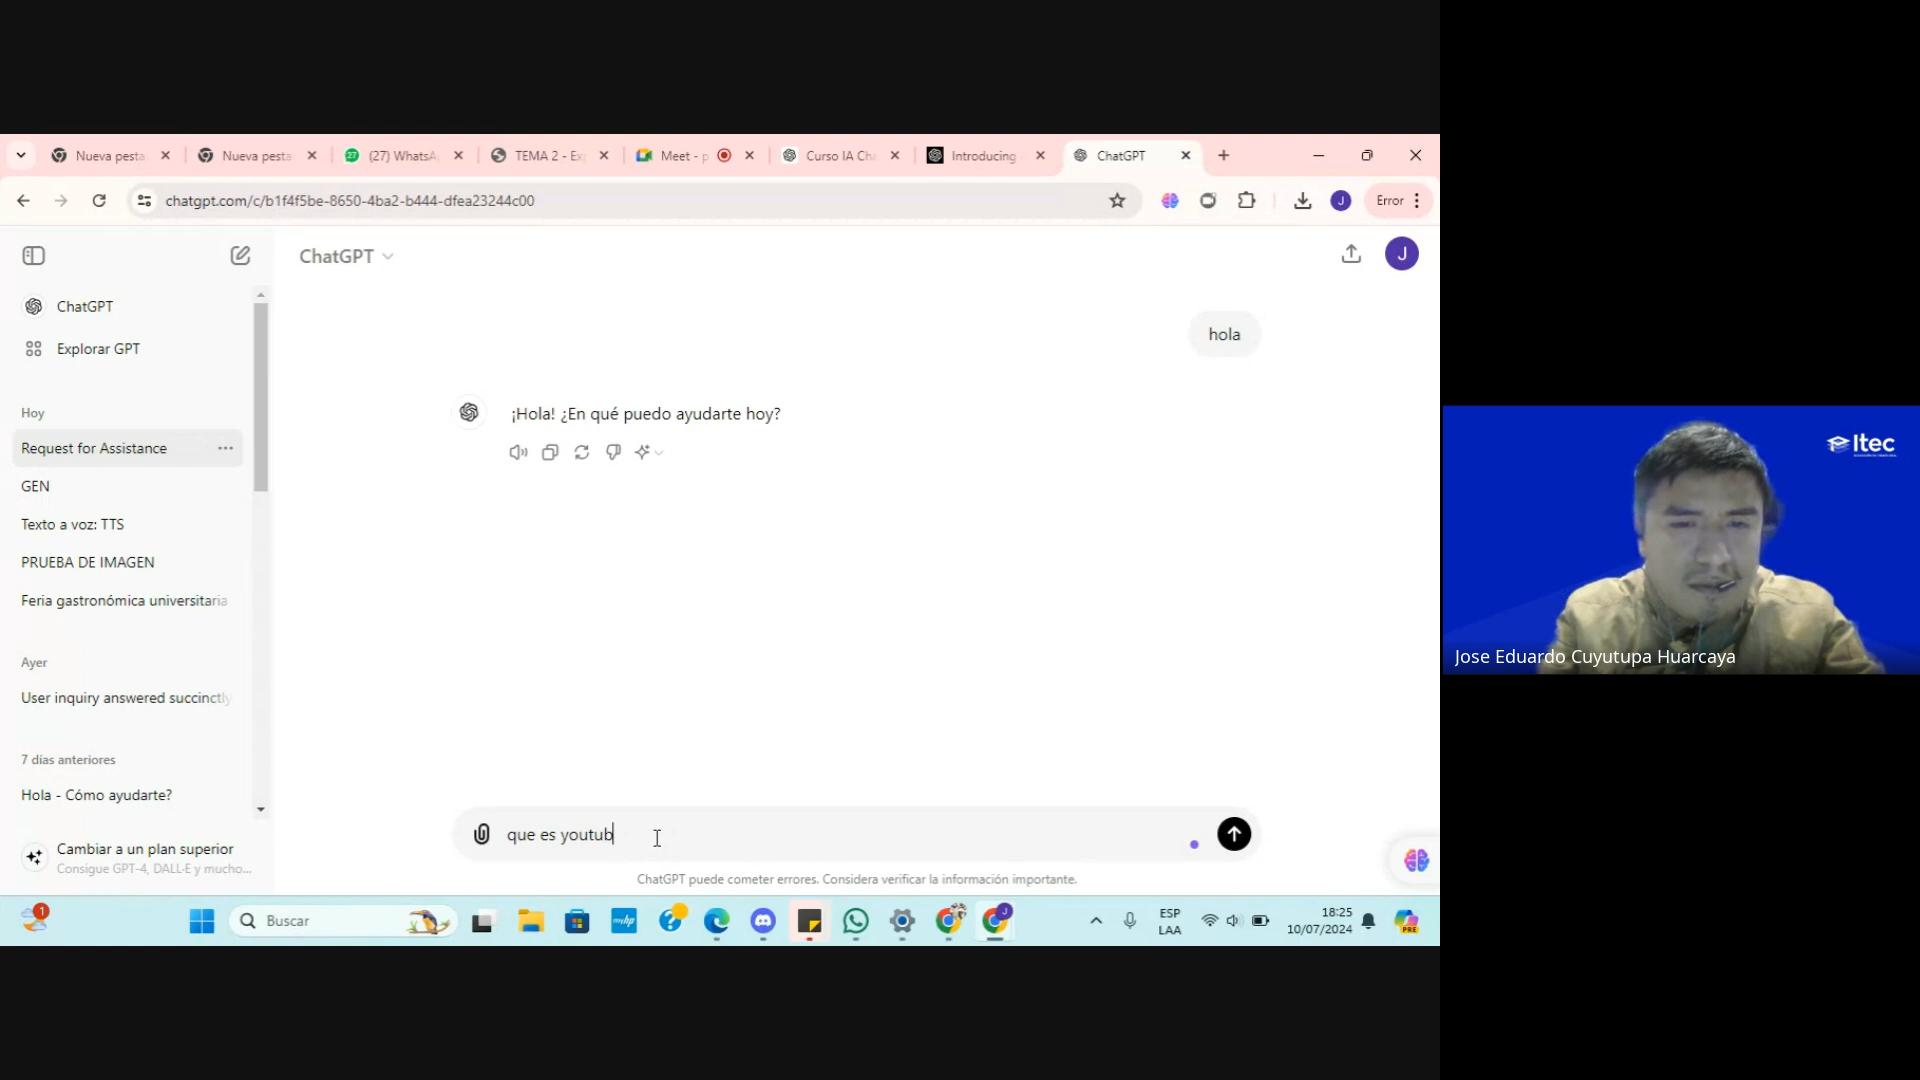 Nueva pesta
Nueva pesta
(27) WhatsA
TEMA 2 - Ex
Meet - p
Curso IA Ch
Introducing
ChatGPT
chatgpt.com/c/b1f4f5be-8650-4ba2-b444-dfea23244c00
J
Error
ChatGPT
J
ChatGPT
Explorar GPT
hola
Hoy
¡Hola! ¿En qué puedo ayudarte hoy?
Request for Assistance
GEN
Texto a voz: TTS
PRUEBA DE IMAGEN
Feria gastronómica universitaria
Ayer
User inquiry answered succinctly
7 días anteriores
Hola - Cómo ayudarte?
Cambiar a un plan superior
Consigue GPT-4, DALL·E y mucho...
que es youtub
ChatGPT puede cometer errores. Considera verificar la información importante.
1
Buscar
myhp
J
ESP
LAA
18:25
10/07/2024
PRE
Itec
Jose Eduardo Cuyutupa Huarcaya